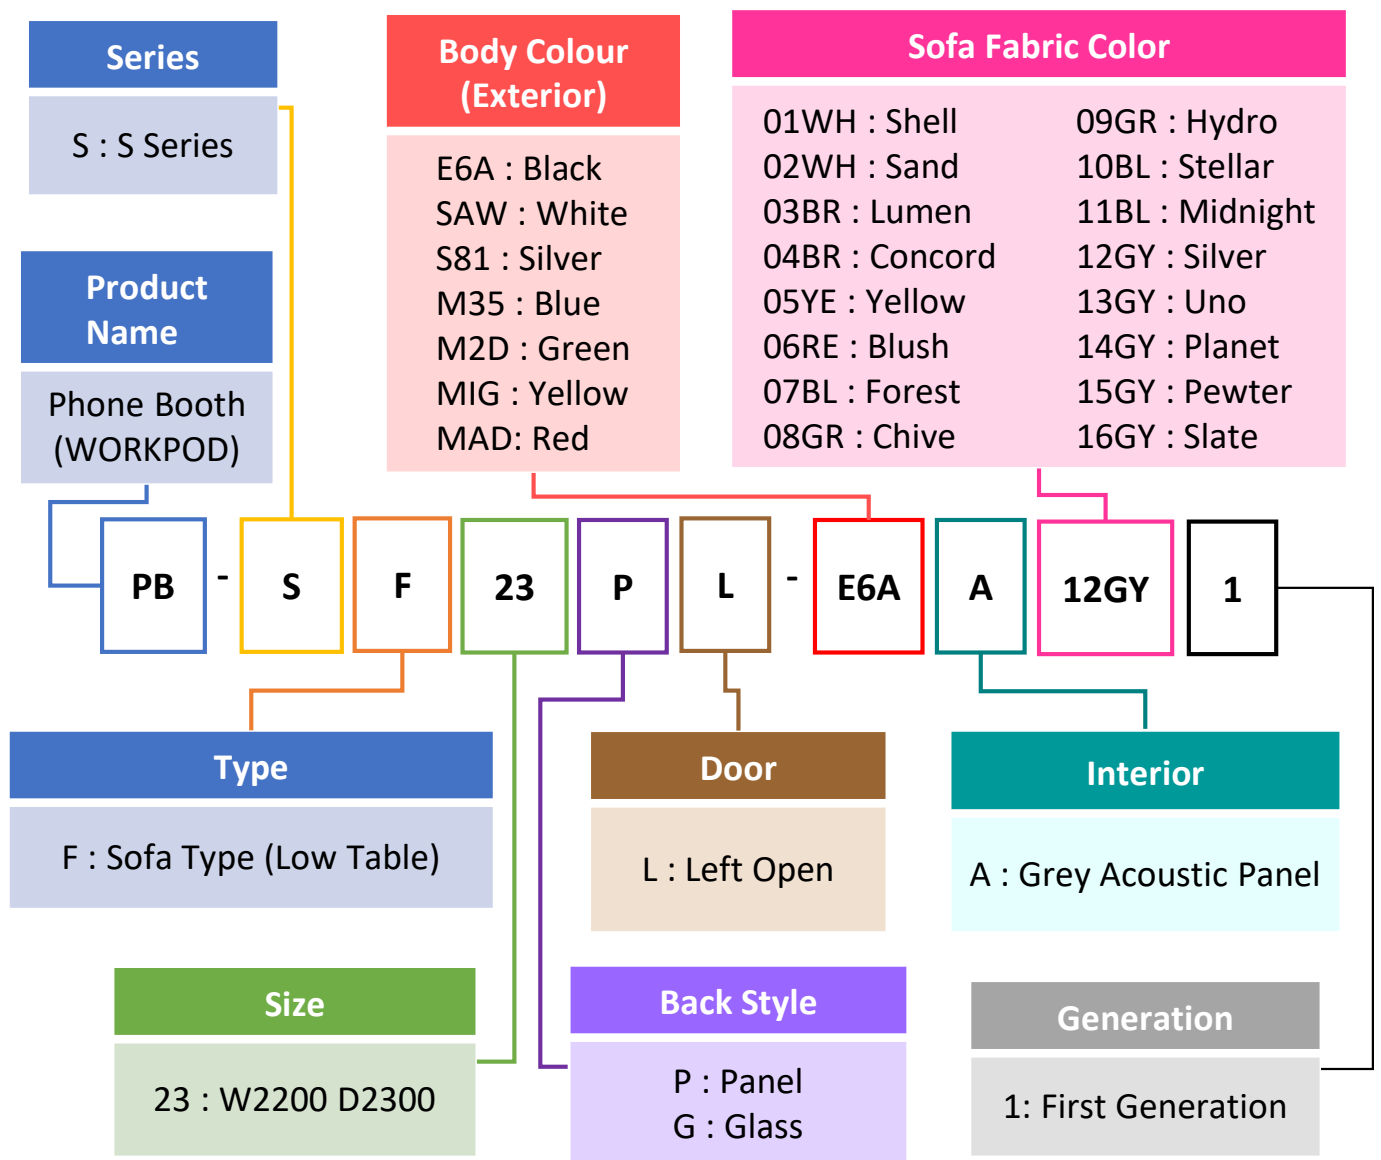 Series
S : S Series
Product
Name
Phone Booth
(WORKPOD)
Body Colour
(Exterior)
E6A : Black
SAW : White
S81 : Silver
M35 : Blue
M2D : Green
MIG : Yellow
MAD: Red
Sofa Fabric Color
01WH : Shell
02WH : Sand
03BR : Lumen
04BR : Concord
05YE : Yellow
06RE : Blush
07BL : Forest
08GR : Chive
09GR : Hydro
10BL : Stellar
11BL : Midnight
12GY : Silver
13GY : Uno
14GY : Planet
15GY : Pewter
16GY : Slate
PB - S F 23 P L - E6A A 12GY 1
Type
F : Sofa Type (Low Table)
Door
L : Left Open
Interior
A : Grey Acoustic Panel
Size
23 : W2200 D2300
Back Style
P : Panel
G : Glass
Generation
1: First Generation